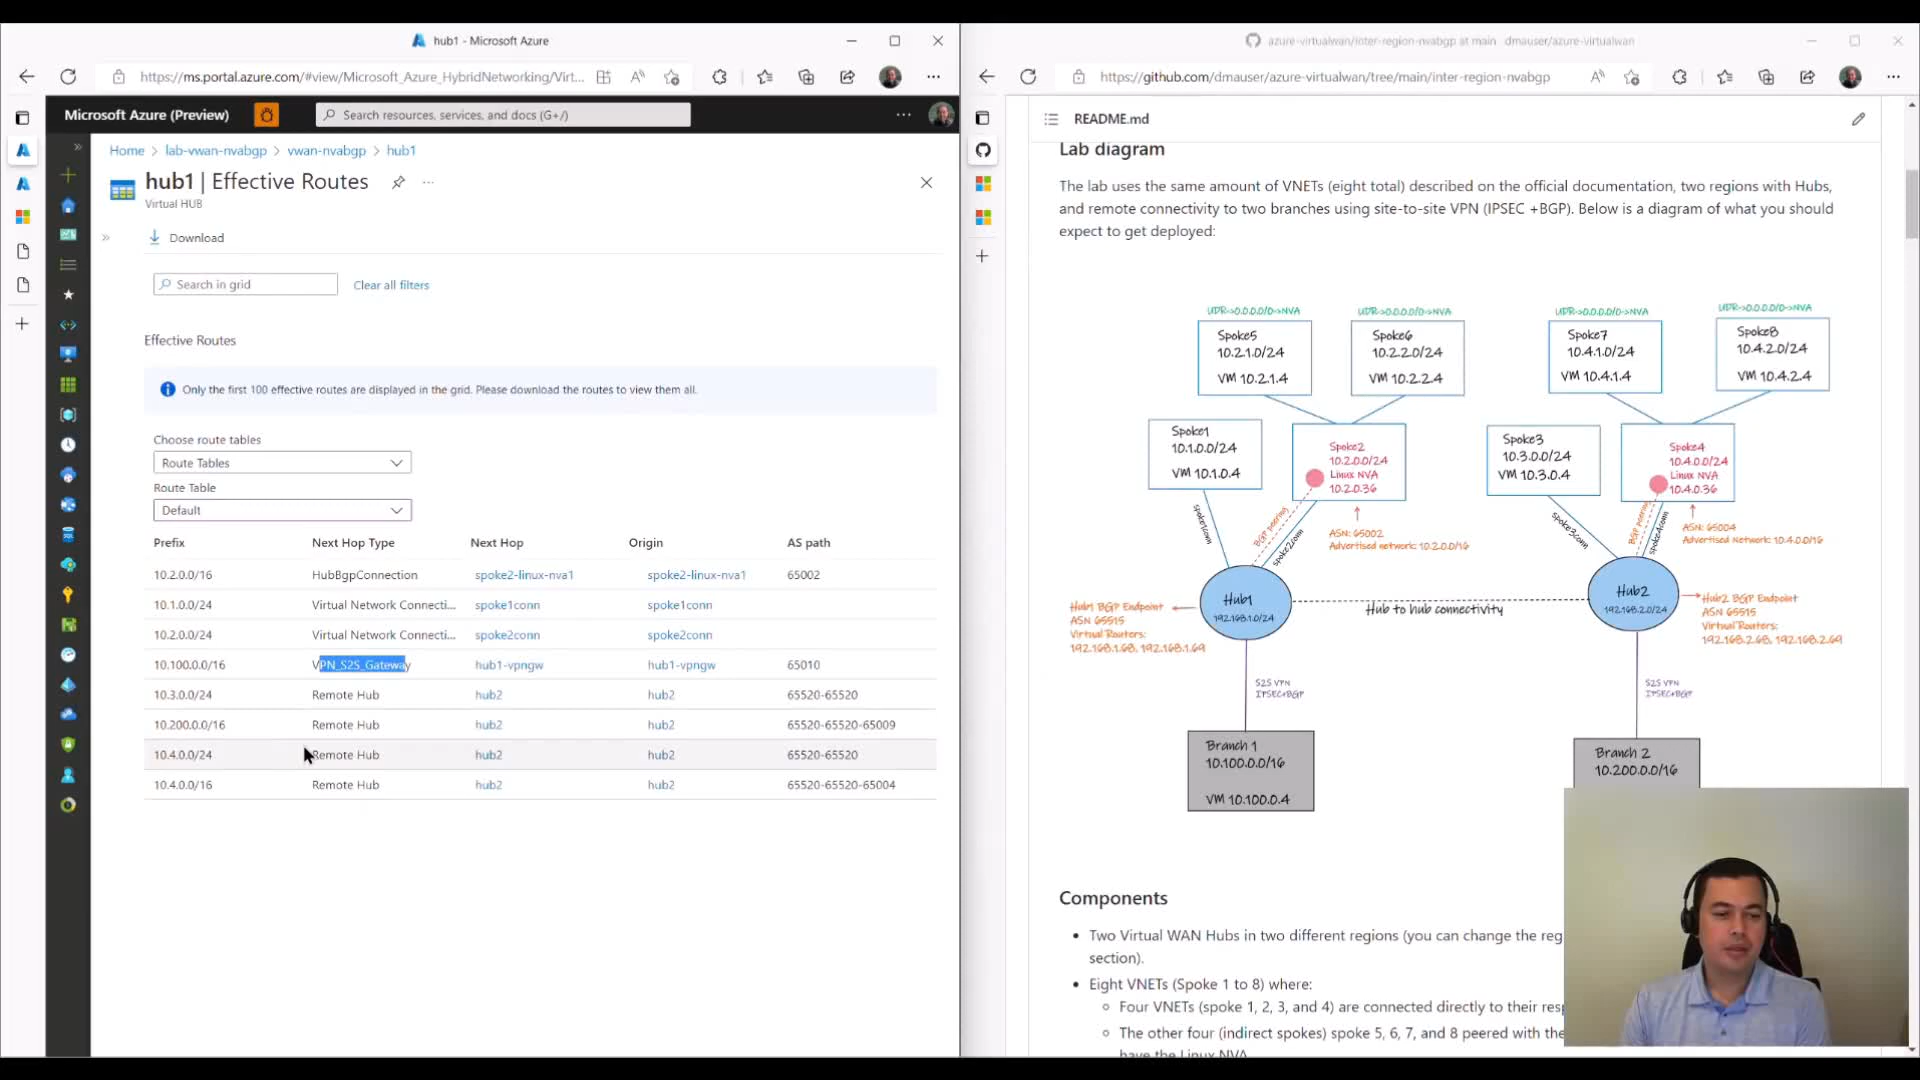 hub1 - Microsoft Azure
https://ms.portal.azure.com/#view/Microsoft_Azure_HybridNetworking/Virt...
Microsoft Azure (Preview)
Search resources, services, and docs (G+/)
Home > lab-vwan-nvabgp > vwan-nvabgp > hub1
hub1 | Effective Routes
Virtual HUB
Download
Search in grid
Clear all filters
Effective Routes
Only the first 100 effective routes are displayed in the grid. Please download the routes to view them all.
Choose route tables
Route Tables
Route Table
Default
Prefix Next Hop Type Next Hop Origin AS path
10.2.0.0/16 HubBgpConnection spoke2-linux-nva1 spoke2-linux-nva1 65002
10.1.0.0/24 Virtual Network Connecti... spoke1conn spoke1conn
10.2.0.0/24 Virtual Network Connecti... spoke2conn spoke2conn
10.100.0.0/16 VPN_S2S_Gateway hub1-vpngw hub1-vpngw 65010
10.3.0.0/24 Remote Hub hub2 hub2 65520-65520
10.200.0.0/16 Remote Hub hub2 hub2 65520-65520-65009
10.4.0.0/24 Remote Hub hub2 hub2 65520-65520
10.4.0.0/16 Remote Hub hub2 hub2 65520-65520-65004
azure-virtualwan/inter-region-nvabgp at main · dmauser/azure-virtualwan
https://github.com/dmauser/azure-virtualwan/tree/main/inter-region-nvabgp
README.md
Lab diagram
The lab uses the same amount of VNETs (eight total) described on the official documentation, two regions with Hubs,
and remote connectivity to two branches using site-to-site VPN (IPSEC +BGP). Below is a diagram of what you should
expect to get deployed:
UDR->0.0.0.0/0->NVA
Spoke5
10.2.1.0/24
VM 10.2.1.4
UDR->0.0.0.0/0->NVA
Spoke6
10.2.2.0/24
VM 10.2.2.4
UDR->0.0.0.0/0->NVA
Spoke7
10.4.1.0/24
VM 10.4.1.4
UDR->0.0.0.0/0->NVA
Spoke8
10.4.2.0/24
VM 10.4.2.4
Spoke1
10.1.0.0/24
VM 10.1.0.4
Spoke2
10.2.0.0/24
Linux NVA
10.2.0.36
Spoke3
10.3.0.0/24
VM 10.3.0.4
Spoke4
10.4.0.0/24
Linux NVA
10.4.0.36
spoke1conn
BGP peering
spoke2conn
ASN: 65002
Advertised network: 10.2.0.0/16
spoke3conn
BGP peering
spoke4conn
ASN: 65004
Advertised network: 10.4.0.0/16
Hub1 BGP Endpoint
ASN 65515
Virtual Routers:
192.168.1.68, 192.168.1.69
Hub1
192.168.1.0/24
Hub to hub connectivity
Hub2
192.168.2.0/24
Hub2 BGP Endpoint
ASN 65515
Virtual Routers:
192.168.2.68, 192.168.2.69
S2S VPN
IPSEC+BGP
S2S VPN
IPSEC+BGP
Branch 1
10.100.0.0/16
VM 10.100.0.4
Branch 2
10.200.0.0/16
Components
Two Virtual WAN Hubs in two different regions (you can change the reg
section).
Eight VNETs (Spoke 1 to 8) where:
Four VNETs (spoke 1, 2, 3, and 4) are connected directly to their resp
The other four (indirect spokes) spoke 5, 6, 7, and 8 peered with the
have the Linux NVA